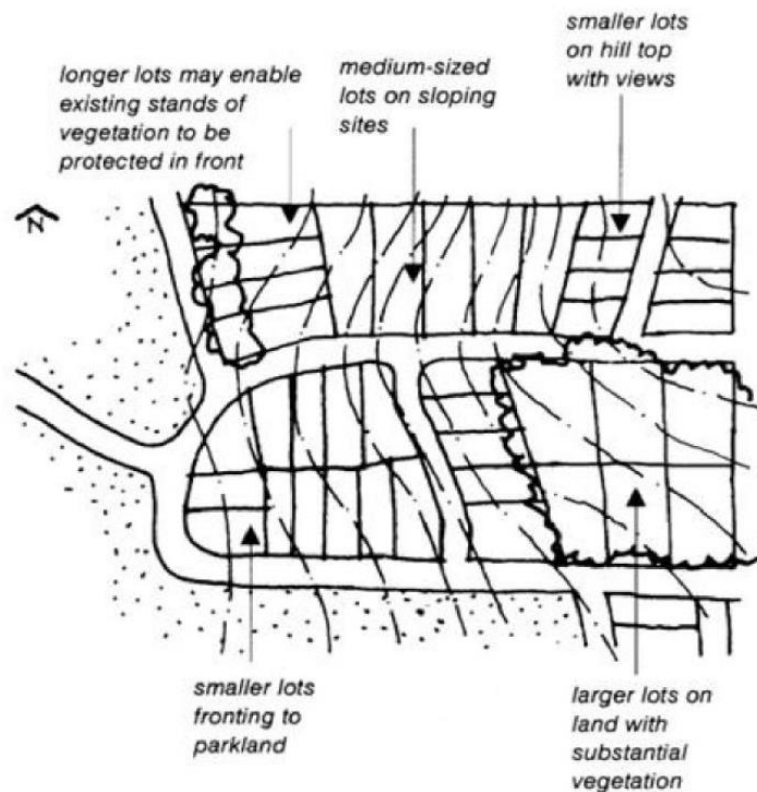 smaller lots
on hill top
with views
medium-sized
lots on sloping
sites
longer lots may enable
existing stands of
vegetation to be
protected in front
N
smaller lots
fronting to
parkland
larger lots on
land with
substantial
vegetation